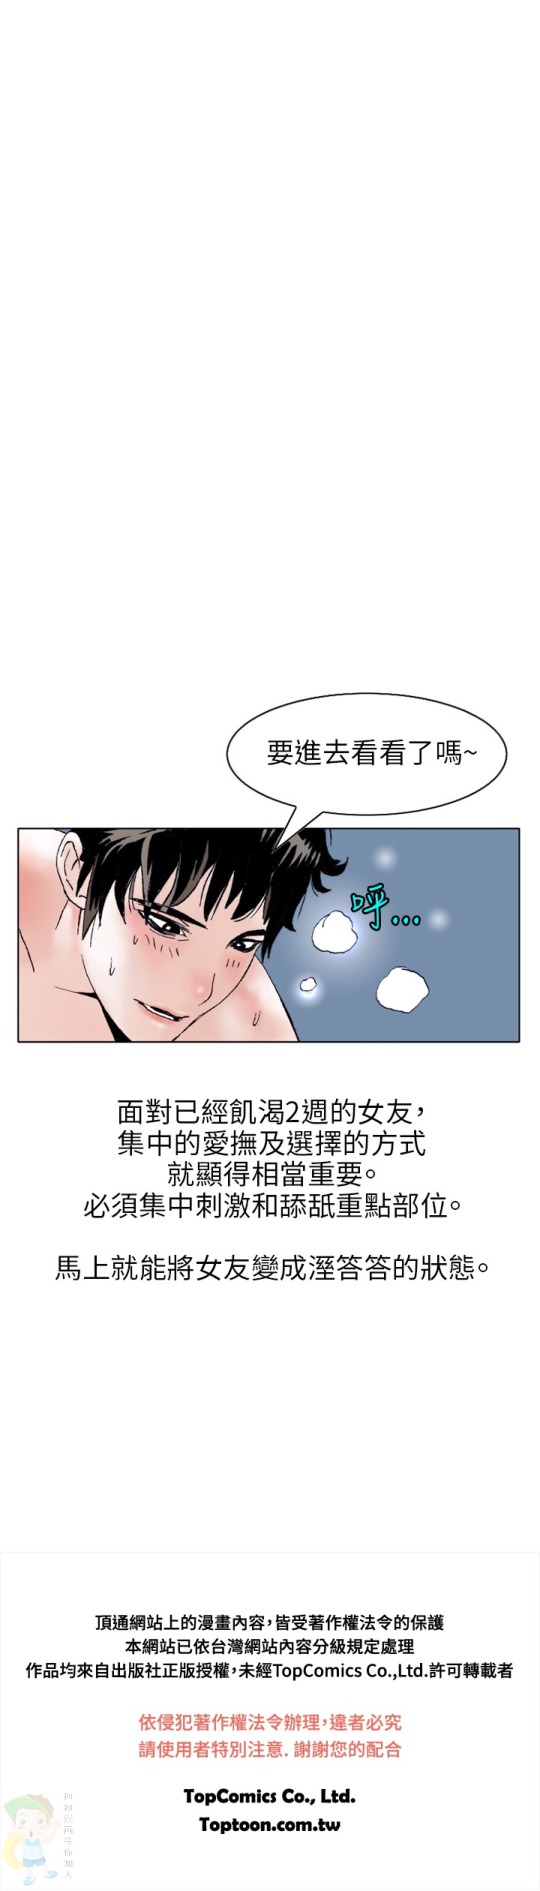 要進去看看了嗎~
呼...
面對已經飢渴2週的女友,
集中的愛撫及選擇的方式
就顯得相當重要。
必須集中刺激和舔舐重點部位。
馬上就能將女友變成溼答答的狀態。
頂通網站上的漫畫內容,皆受著作權法令的保護
本網站已依台灣網站內容分級規定處理
作品均來自出版社正版授權,未經TopComics Co.,Ltd.許可轉載者
依侵犯著作權法令辦理,違者必究
請使用者特別注意. 謝謝您的配合
TopComics Co., Ltd.
Toptoon.com.tw